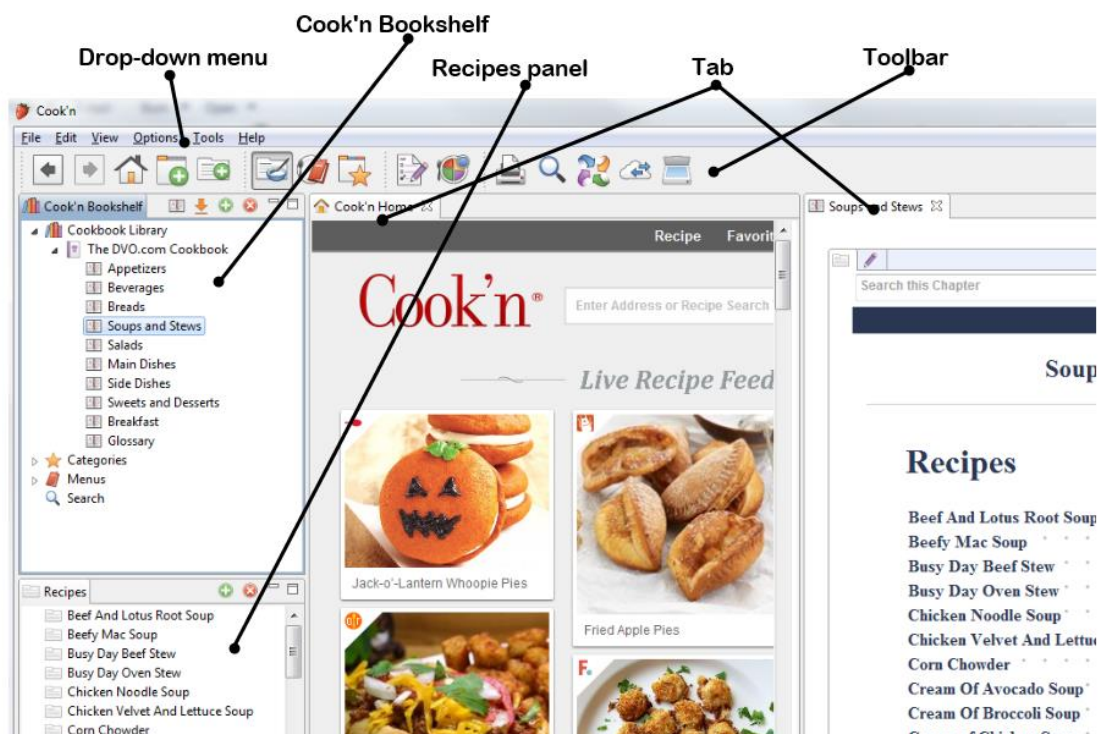 Cook'n Bookshelf
Drop-down menu
Recipes panel
Tab
Toolbar
Cook'n
File Edit View Options Tools Help
Cook'n Bookshelf
Cookbook Library
The DVO.com Cookbook
Appetizers
Beverages
Breads
Soups and Stews
Salads
Main Dishes
Side Dishes
Sweets and Desserts
Breakfast
Glossary
Categories
Menus
Search
Recipes
Beef And Lotus Root Soup
Beefy Mac Soup
Busy Day Beef Stew
Busy Day Oven Stew
Chicken Noodle Soup
Chicken Velvet And Lettuce Soup
Corn Chowder
Cook'n Home
Recipe Favorit
Cook'n®
Enter Address or Recipe Search
Live Recipe Feed
Jack-o'-Lantern Whoopie Pies
Fried Apple Pies
F.
Soups and Stews
Search this Chapter
Soup
Recipes
Beef And Lotus Root Soup
Beefy Mac Soup
Busy Day Beef Stew
Busy Day Oven Stew
Chicken Noodle Soup
Chicken Velvet And Lettuc
Corn Chowder
Cream Of Avocado Soup
Cream Of Broccoli Soup